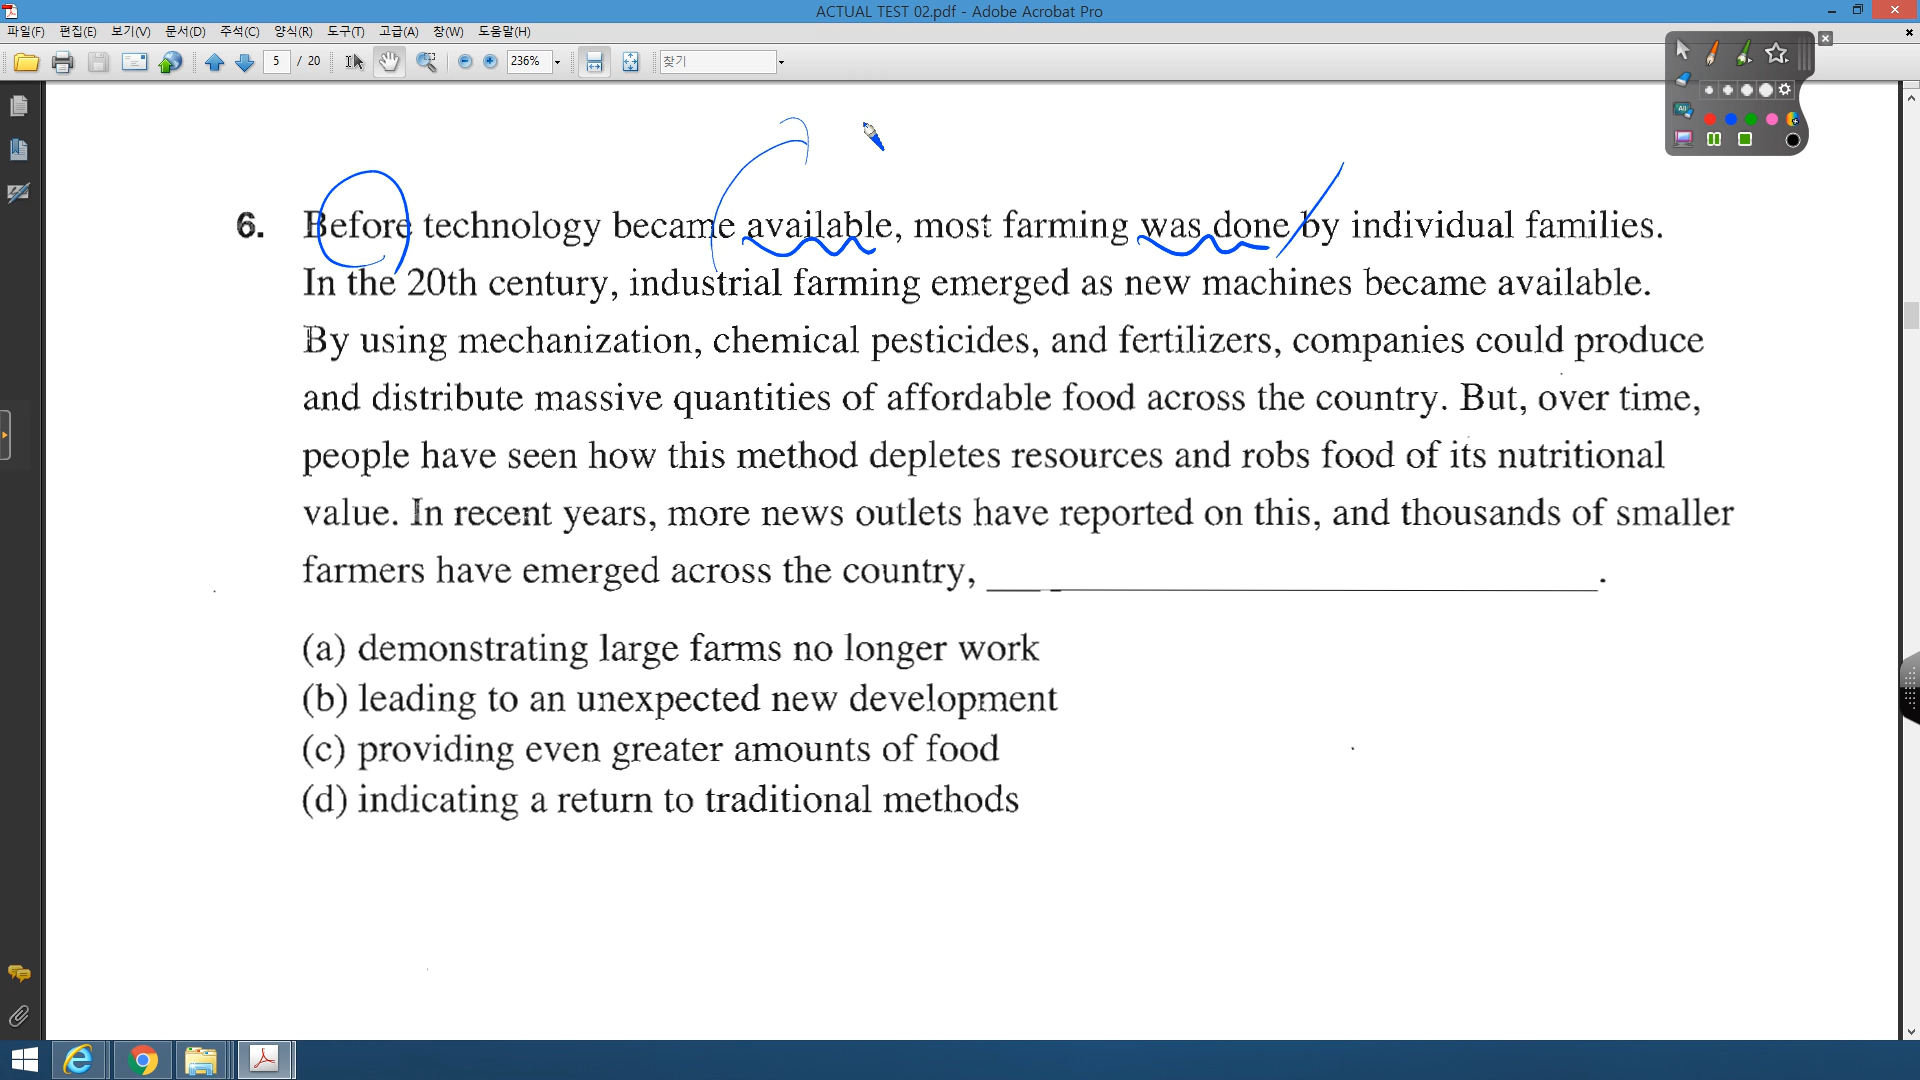 ACTUAL TEST 02.pdf - Adobe Acrobat Pro
파일(F) 편집(E) 보기(V) 문서(D) 주석(C) 양식(R) 도구(T) 고급(A) 창(W) 도움말(H)
5 / 20 236% 찾기
6. Before technology became available, most farming was done by individual families.
In the 20th century, industrial farming emerged as new machines became available.
By using mechanization, chemical pesticides, and fertilizers, companies could produce
and distribute massive quantities of affordable food across the country. But, over time,
people have seen how this method depletes resources and robs food of its nutritional
value. In recent years, more news outlets have reported on this, and thousands of smaller
farmers have emerged across the country, ____________________.
(a) demonstrating large farms no longer work
(b) leading to an unexpected new development
(c) providing even greater amounts of food
(d) indicating a return to traditional methods